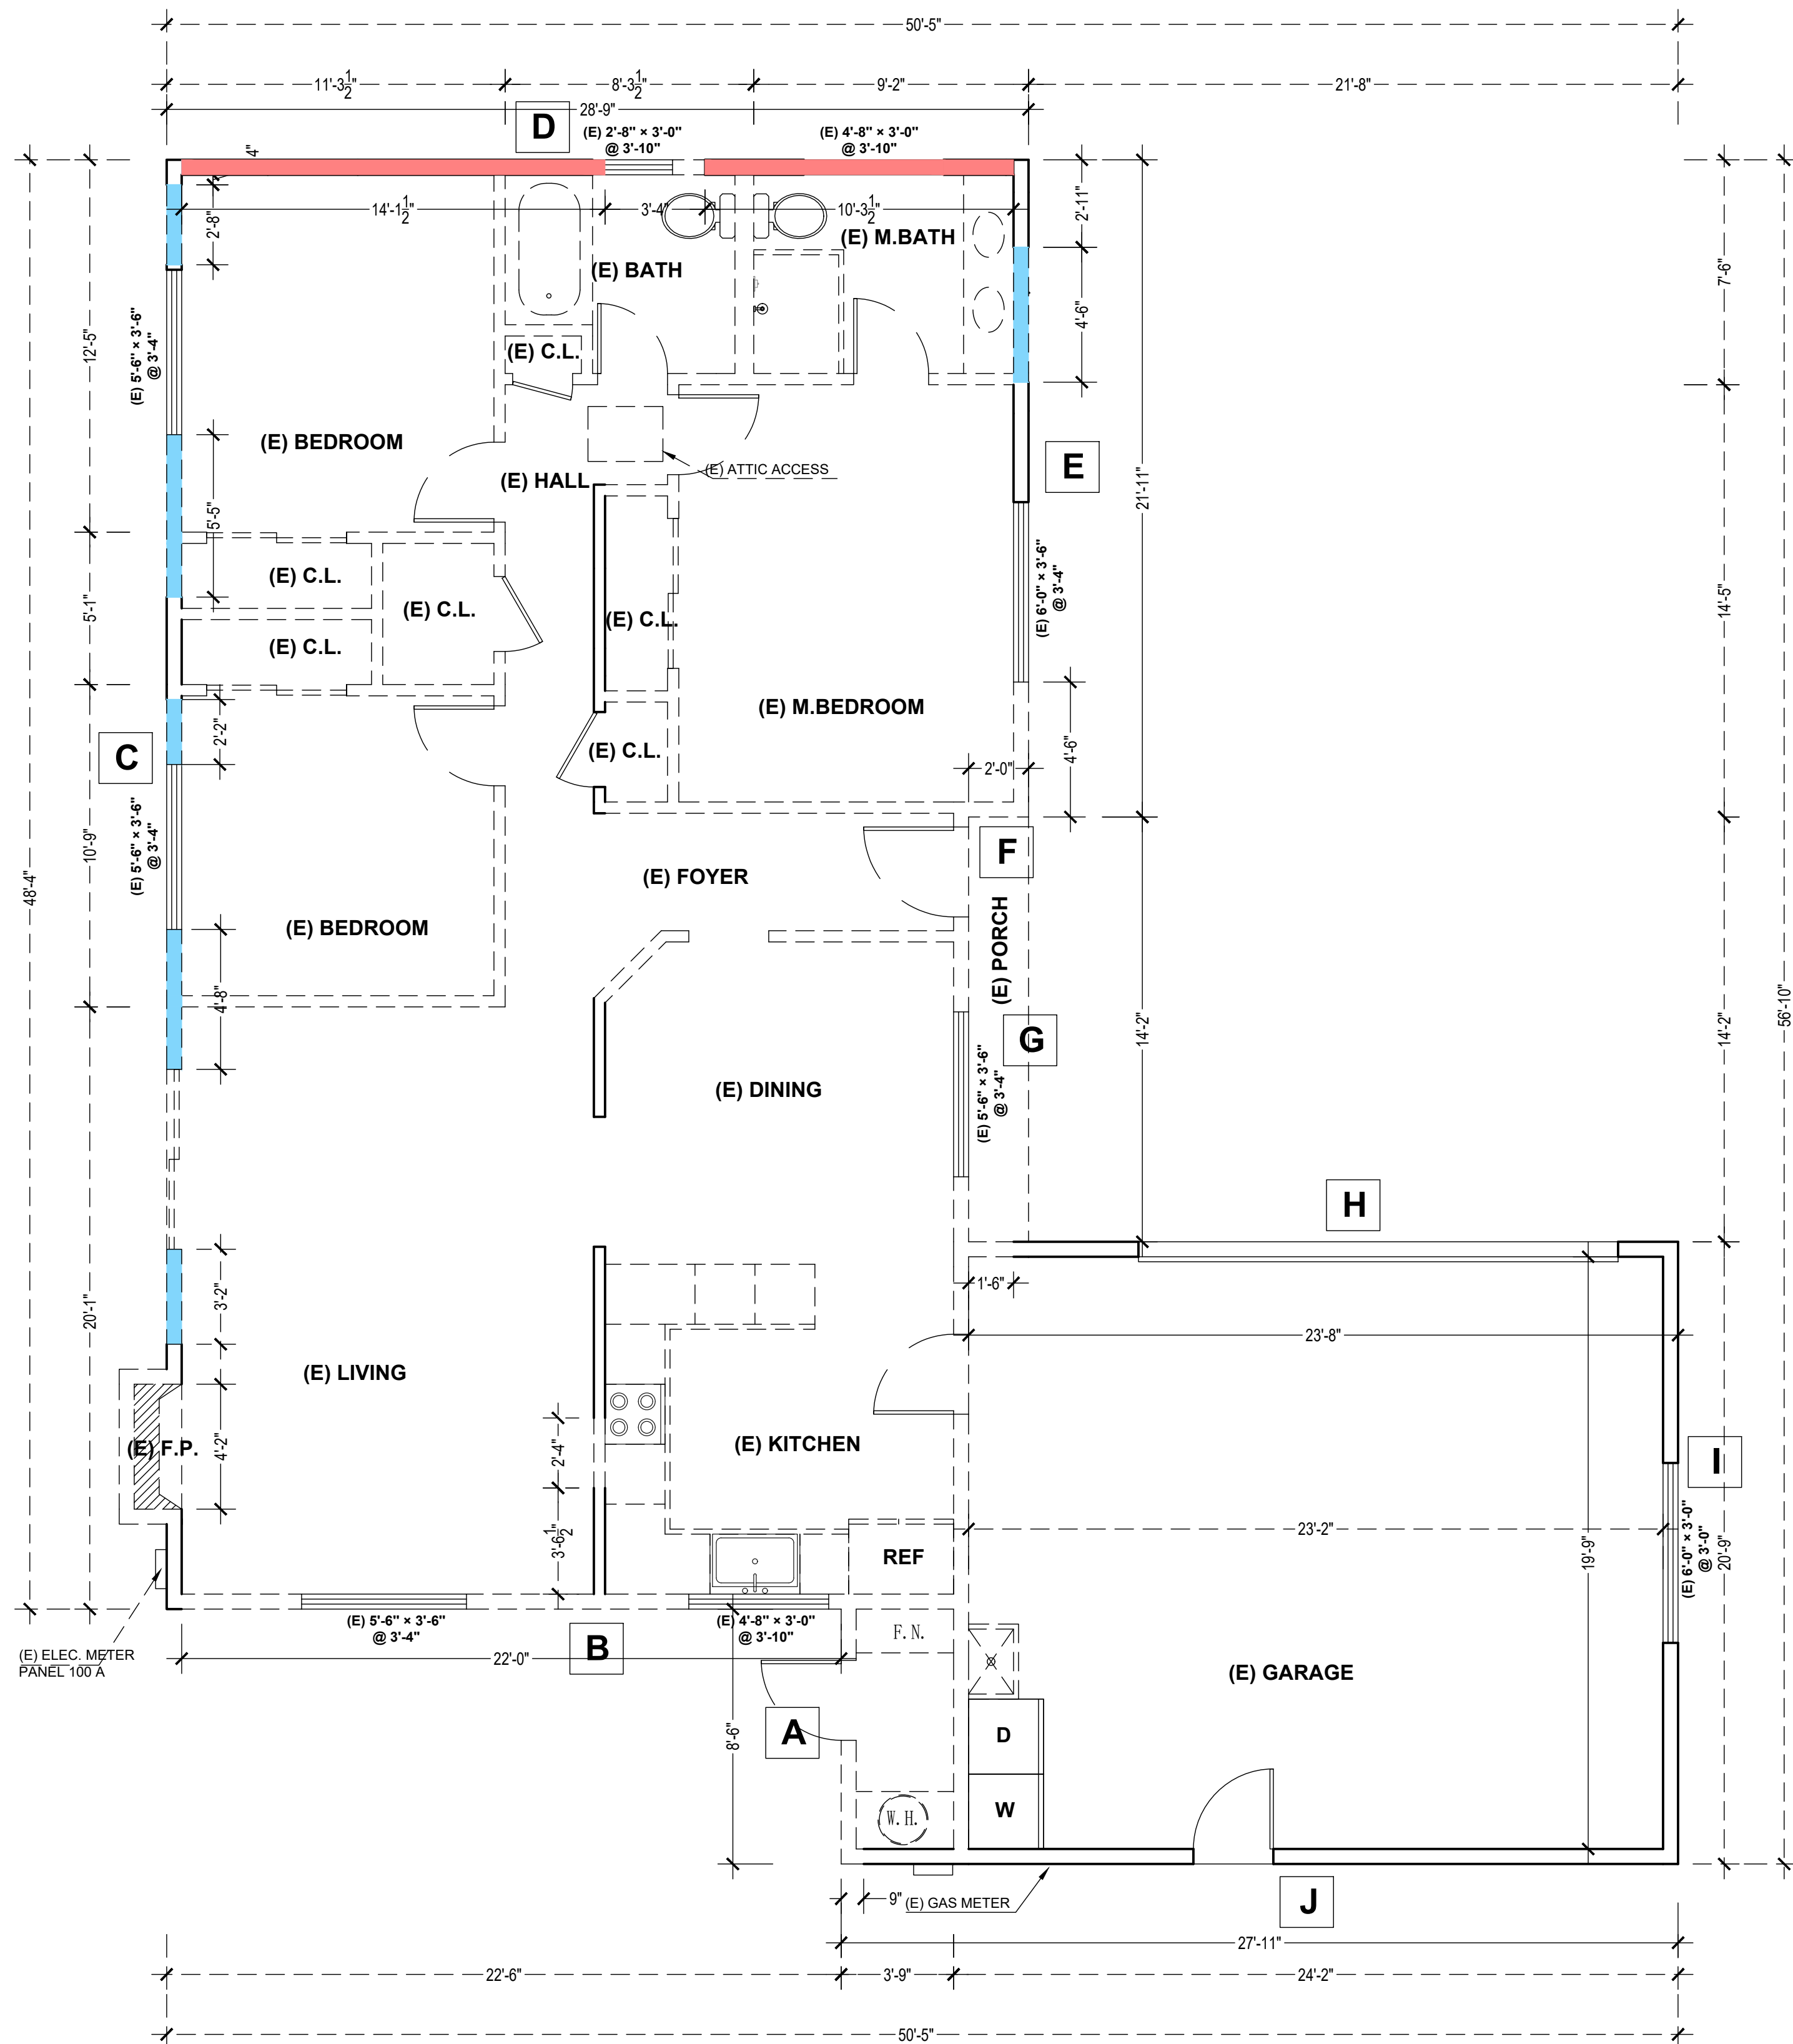 50'-5"
11'-3 1/2"
8'-3 1/2"
9'-2"
21'-8"
28'-9"
D
(E) 2'-8" × 3'-0"
@ 3'-10"
(E) 4'-8" × 3'-0"
@ 3'-10"
4"
14'-1 1/2"
3'-4"
10'-3 1/2"
2'-8"
2'-11"
(E) M.BATH
(E) BATH
7'-6"
4'-6"
12'-5"
(E) 5'-6" × 3'-6"
@ 3'-4"
(E) C.L.
(E) BEDROOM
(E) HALL
(E) ATTIC ACCESS
E
21'-11"
5'-5"
(E) C.L.
(E) C.L.
(E) C.L.
(E) C.L.
(E) 6'-0" × 3'-6"
@ 3'-4"
14'-5"
5'-1"
(E) M.BEDROOM
2'-2"
C
(E) C.L.
4'-6"
2'-0"
(E) 5'-6" × 3'-6"
@ 3'-4"
10'-9"
48'-4"
F
(E) FOYER
(E) BEDROOM
(E) PORCH
4'-8"
G
14'-2"
14'-2"
56'-10"
(E) DINING
(E) 5'-6" × 3'-6"
@ 3'-4"
H
1'-6"
3'-2"
20'-1"
23'-8"
(E) LIVING
(E) F.P.
4'-2"
2'-4"
(E) KITCHEN
I
3'-6 1/2"
REF
23'-2"
19'-9"
(E) 6'-0" × 3'-0"
@ 3'-0"
20'-9"
(E) 5'-6" × 3'-6"
@ 3'-4"
B
(E) 4'-8" × 3'-0"
@ 3'-10"
F.N.
(E) ELEC. METER
PANEL 100 A
22'-0"
(E) GARAGE
A
8'-6"
D
W
W.H.
9"
(E) GAS METER
J
27'-11"
22'-6"
3'-9"
24'-2"
50'-5"